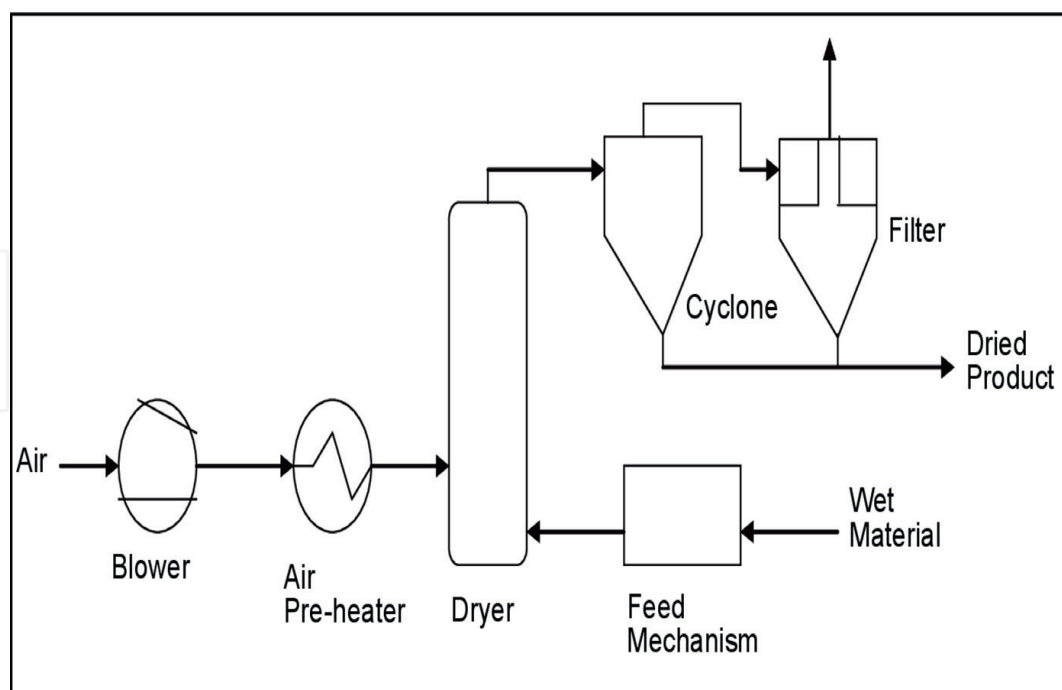 Filter
Cyclone
Dried
Product
Air
Wet
Material
Blower
Air
Pre-heater
Dryer
Feed
Mechanism